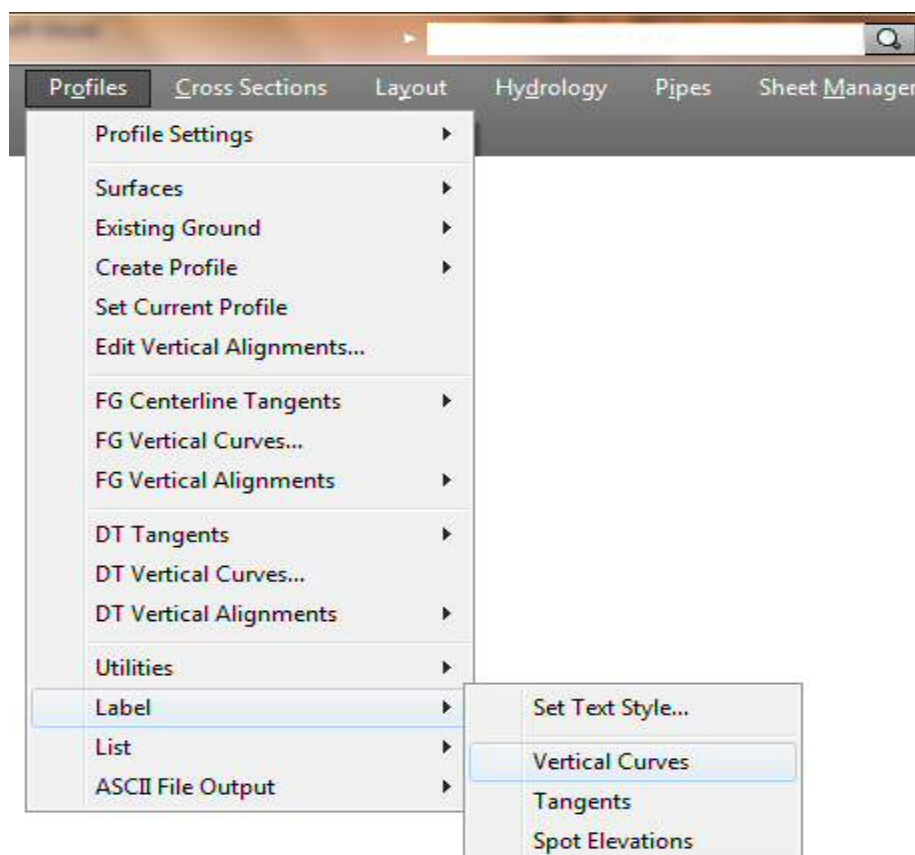 Profiles Cross Sections Layout Hydrology Pipes Sheet Manager
Profile Settings
Surfaces
Existing Ground
Create Profile
Set Current Profile
Edit Vertical Alignments...
FG Centerline Tangents
FG Vertical Curves...
FG Vertical Alignments
DT Tangents
DT Vertical Curves...
DT Vertical Alignments
Utilities
Label
List
ASCII File Output
Set Text Style...
Vertical Curves
Tangents
Spot Elevations